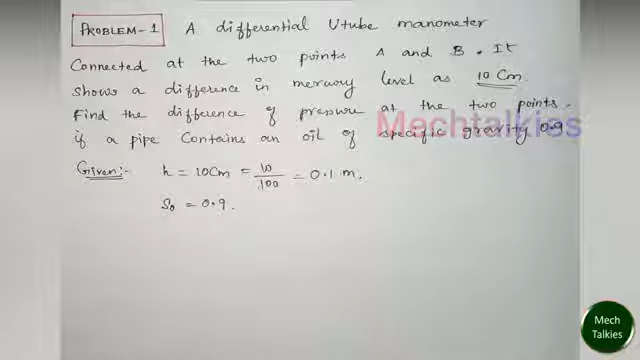 PROBLEM-1 A differential Utube manometer
Connected at the two points A and B. It
shows a difference in mercury level as 10 Cm.
Find the difference of pressure at the two points.
if a pipe Contains an oil of specific gravity 0.9
Mechtalkies
Given:- h = 10Cm = 10/100 = 0.1 m.
S₀ = 0.9.
Mech
Talkies